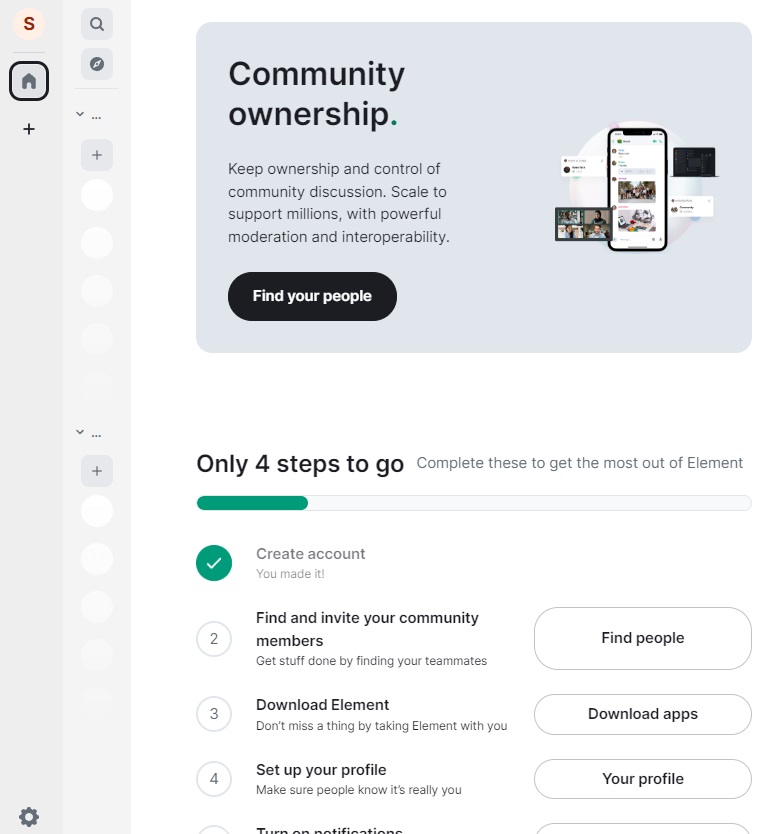 S
...
...
Community
ownership.
Keep ownership and control of
community discussion. Scale to
support millions, with powerful
moderation and interoperability.
Find your people
Only 4 steps to go Complete these to get the most out of Element
Create account
You made it!
2
Find and invite your community
members
Get stuff done by finding your teammates
Find people
3
Download Element
Don't miss a thing by taking Element with you
Download apps
4
Set up your profile
Make sure people know it's really you
Your profile
Turn on notifications